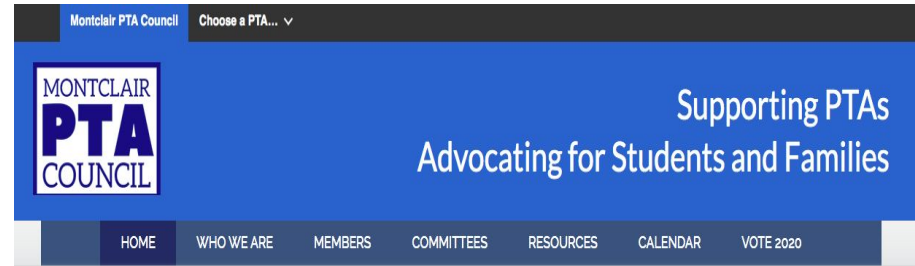 Montclair PTA Council Choose a PTA...
MONTCLAIR
PTA
COUNCIL
Supporting PTAs
Advocating for Students and Families
HOME WHO WE ARE MEMBERS COMMITTEES RESOURCES CALENDAR VOTE 2020